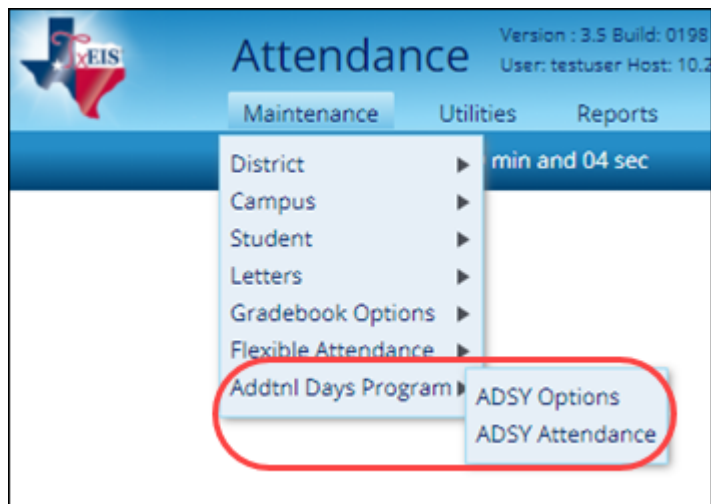 TxEIS
Attendance
Version : 3.5 Build: 0198
User: testuser Host: 10.2
Maintenance Utilities Reports
min and 04 sec
District
Campus
Student
Letters
Gradebook Options
Flexible Attendance
Addtnl Days Program
ADSY Options
ADSY Attendance